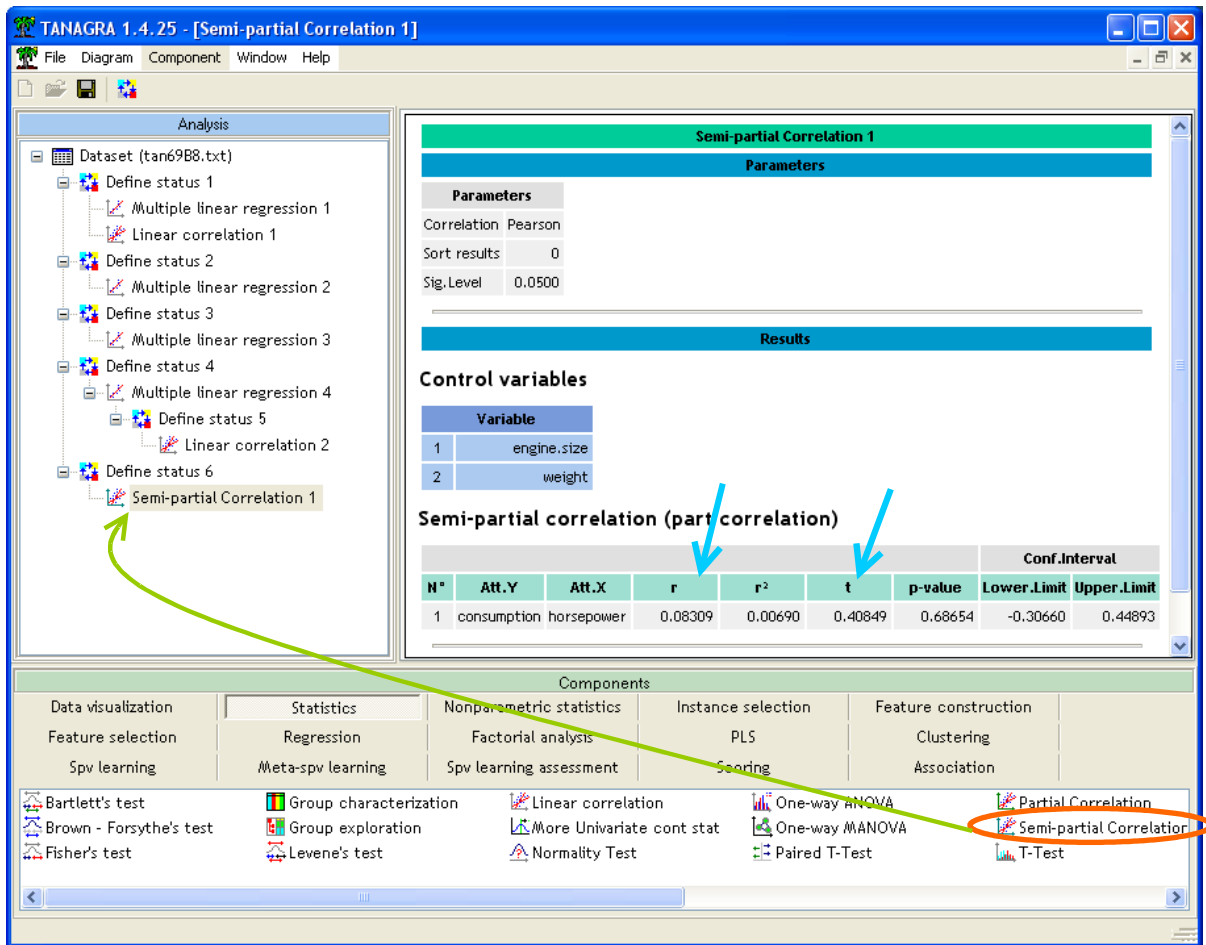 TANAGRA 1.4.25 - [Semi-partial Correlation 1]
File Diagram Component Window Help
Analysis
Dataset (tan69B8.txt)
Define status 1
Multiple linear regression 1
Linear correlation 1
Define status 2
Multiple linear regression 2
Define status 3
Multiple linear regression 3
Define status 4
Multiple linear regression 4
Define status 5
Linear correlation 2
Define status 6
Semi-partial Correlation 1
Semi-partial Correlation 1
Parameters
Parameters
Correlation Pearson
Sort results 0
Sig.Level 0.0500
Results
Control variables
Variable
1 engine.size
2 weight
Semi-partial correlation (part correlation)
Conf.Interval
N° Att.Y Att.X r r² t p-value Lower.Limit Upper.Limit
1 consumption horsepower 0.08309 0.00690 0.40849 0.68654 -0.30660 0.44893
Components
Data visualization Statistics Nonparametric statistics Instance selection Feature construction
Feature selection Regression Factorial analysis PLS Clustering
Spv learning Meta-spv learning Spv learning assessment Scoring Association
Bartlett's test Group characterization Linear correlation One-way ANOVA Partial Correlation
Brown - Forsythe's test Group exploration More Univariate cont stat One-way MANOVA Semi-partial Correlation
Fisher's test Levene's test Normality Test Paired T-Test T-Test